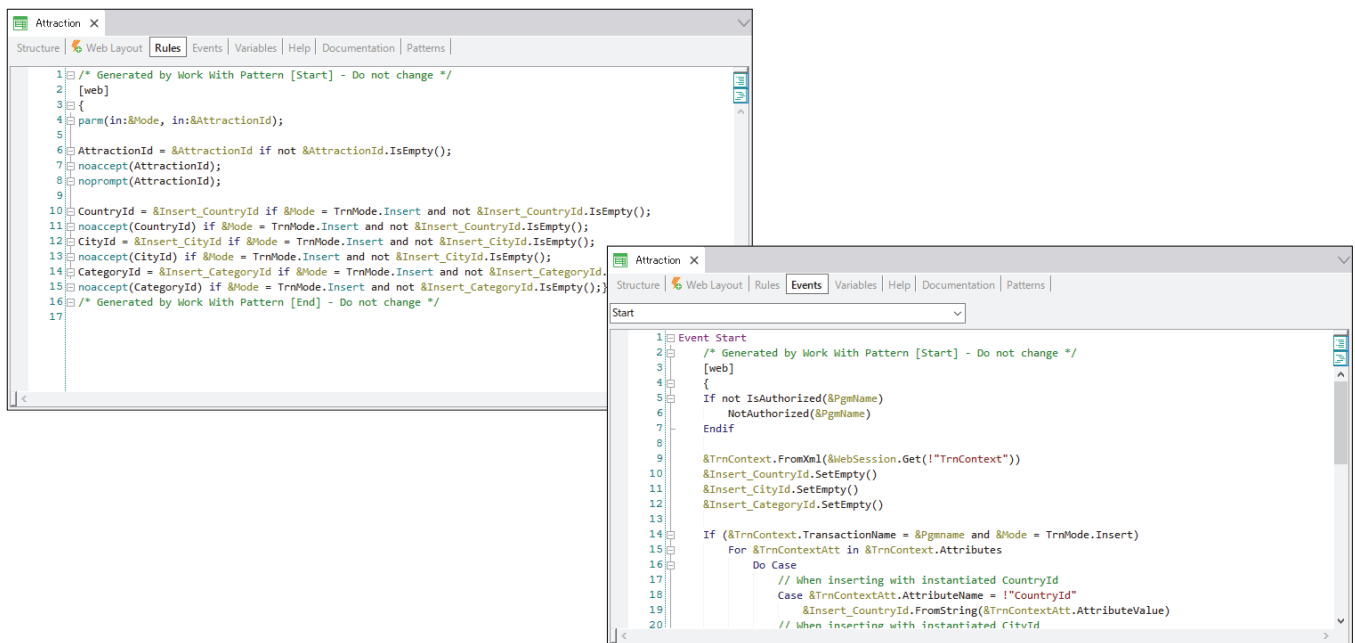 Attraction
Structure Web Layout Rules Events Variables Help Documentation Patterns
1 /* Generated by Work With Pattern [Start] - Do not change */
2 [web]
3 {
4 parm(in:&Mode, in:&AttractionId);
5
6 AttractionId = &AttractionId if not &AttractionId.IsEmpty();
7 noaccept(AttractionId);
8 noprompt(AttractionId);
9
10 CountryId = &Insert_CountryId if &Mode = TrnMode.Insert and not &Insert_CountryId.IsEmpty();
11 noaccept(CountryId) if &Mode = TrnMode.Insert and not &Insert_CountryId.IsEmpty();
12 CityId = &Insert_CityId if &Mode = TrnMode.Insert and not &Insert_CityId.IsEmpty();
13 noaccept(CityId) if &Mode = TrnMode.Insert and not &Insert_CityId.IsEmpty();
14 CategoryId = &Insert_CategoryId if &Mode = TrnMode.Insert and not &Insert_CategoryId.
15 noaccept(CategoryId) if &Mode = TrnMode.Insert and not &Insert_CategoryId.IsEmpty();}
16 /* Generated by Work With Pattern [End] - Do not change */
17
Attraction
Structure Web Layout Rules Events Variables Help Documentation Patterns
Start
1 Event Start
2 /* Generated by Work With Pattern [Start] - Do not change */
3 [web]
4 {
5 If not IsAuthorized(&PgmName)
6 NotAuthorized(&PgmName)
7 Endif
8
9 &TrnContext.FromXml(&WebSession.Get(!"TrnContext"))
10 &Insert_CountryId.SetEmpty()
11 &Insert_CityId.SetEmpty()
12 &Insert_CategoryId.SetEmpty()
13
14 If (&TrnContext.TransactionName = &Pgmname and &Mode = TrnMode.Insert)
15 For &TrnContextAtt in &TrnContext.Attributes
16 Do Case
17 // When inserting with instantiated CountryId
18 Case &TrnContextAtt.AttributeName = !"CountryId"
19 &Insert_CountryId.FromString(&TrnContextAtt.AttributeValue)
20 // When inserting with instantiated CityId